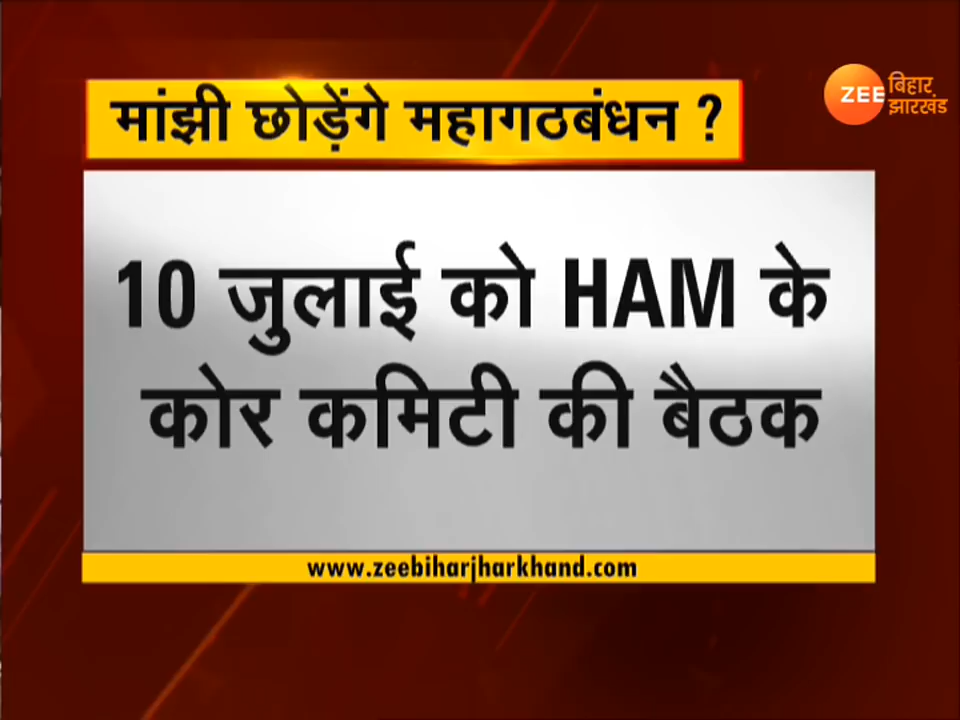 मांझी छोड़ेंगे महागठबंधन ?
ZEE बिहार झारखंड
10 जुलाई को HAM के
कोर कमिटी की बैठक
www.zeebiharjharkhand.com